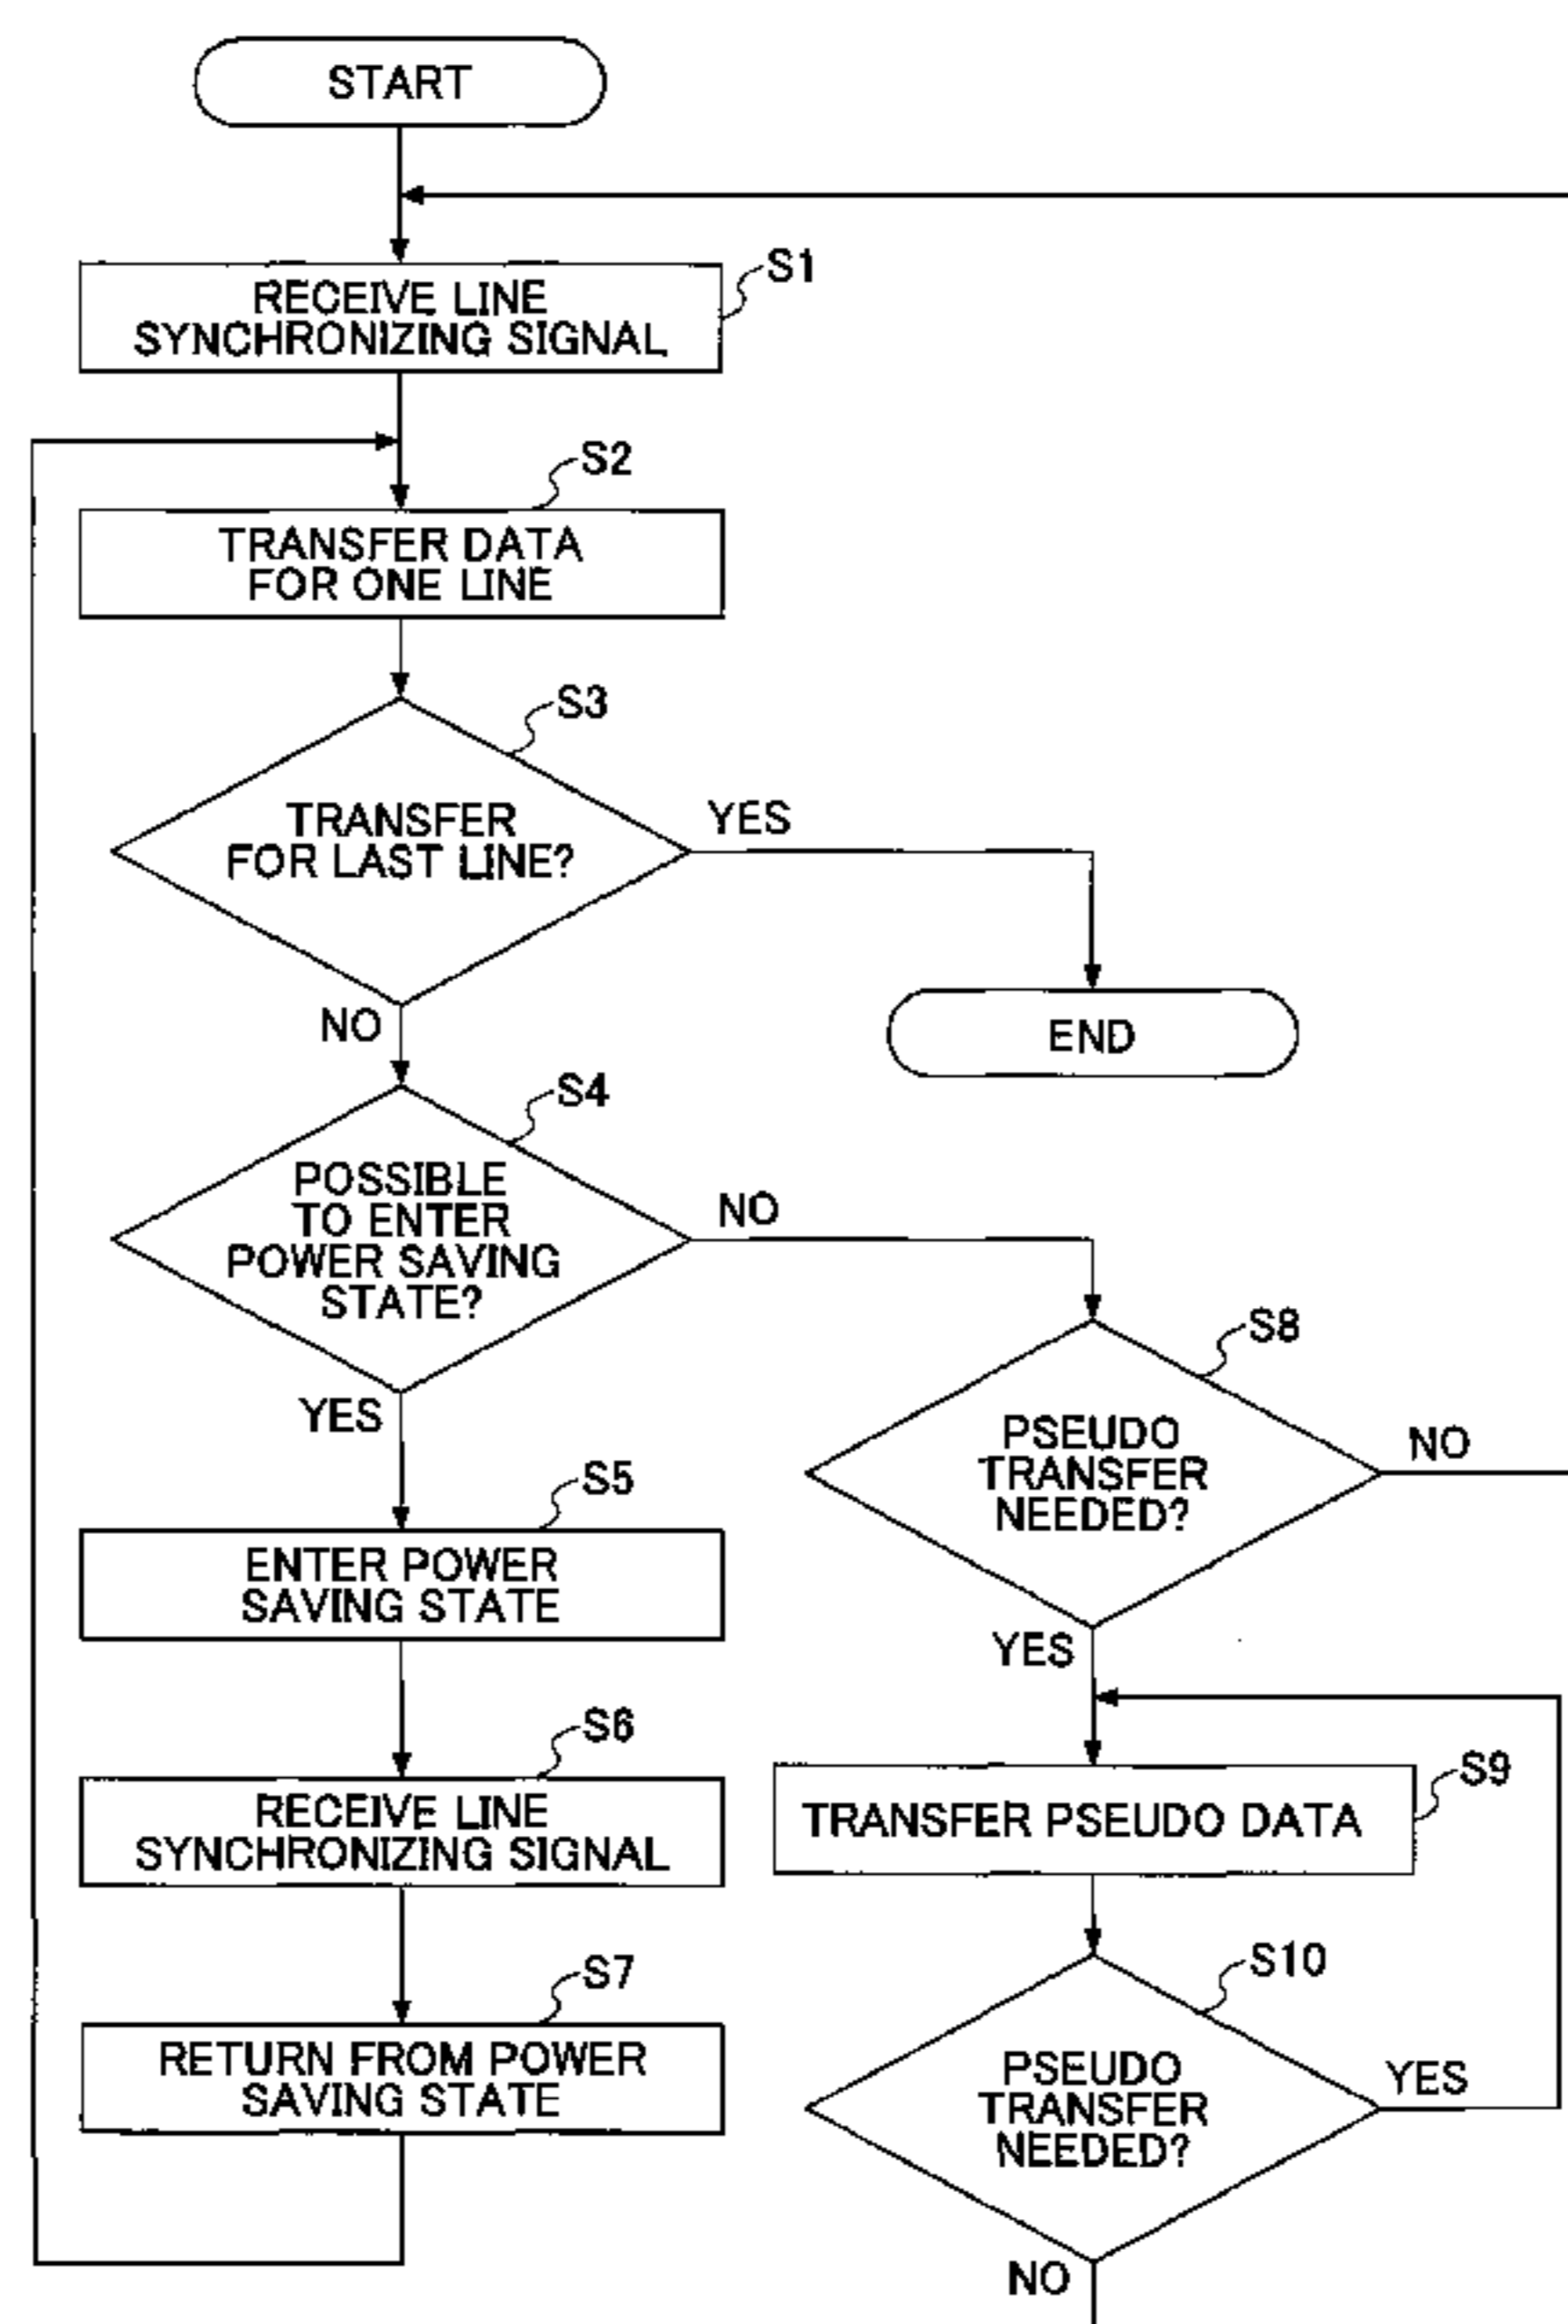 START
S1
RECEIVE LINE
SYNCHRONIZING SIGNAL
S2
TRANSFER DATA
FOR ONE LINE
S3
TRANSFER
FOR LAST LINE?
YES
NO
END
S4
POSSIBLE
TO ENTER
POWER SAVING
STATE?
NO
YES
S5
ENTER POWER
SAVING STATE
S6
RECEIVE LINE
SYNCHRONIZING SIGNAL
S7
RETURN FROM POWER
SAVING STATE
S8
PSEUDO
TRANSFER
NEEDED?
NO
YES
S9
TRANSFER PSEUDO DATA
S10
PSEUDO
TRANSFER
NEEDED?
YES
NO